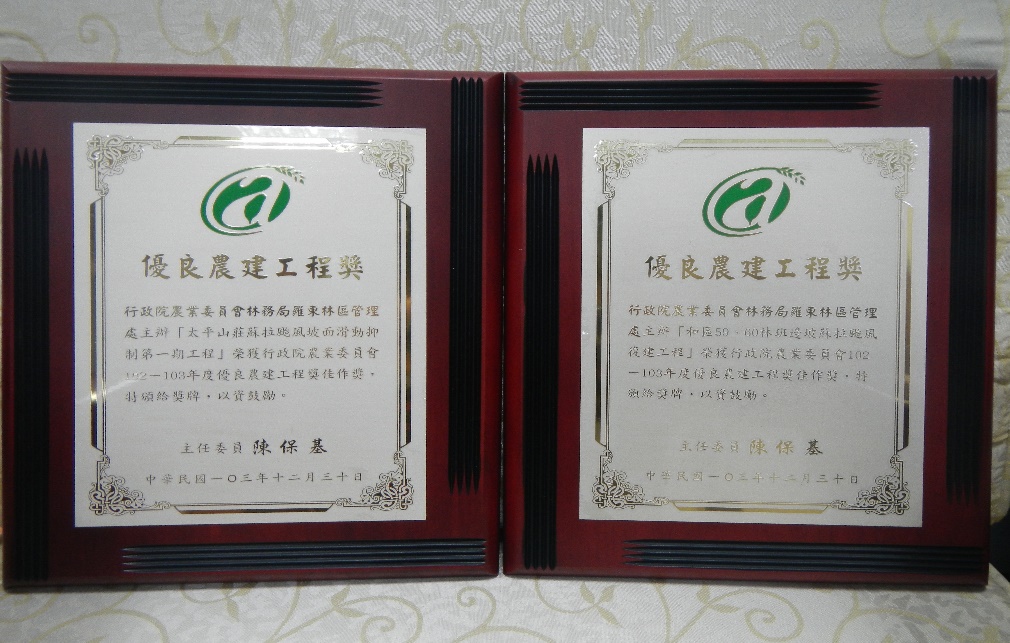 優良農建工程獎
行政院農業委員會林務局羅東林區管理
處主辦「太平山莊蘇拉颱風坡面滑動抑
制第一期工程」榮獲行政院農業委員會
102－103年度優良農建工程獎佳作獎，
特頒給獎牌，以資鼓勵。
主任委員 陳保基
中華民國一〇三年十二月三十日
優良農建工程獎
行政院農業委員會林務局羅東林區管理
處主辦「和平59、60林班邊坡蘇拉颱風
復建工程」榮獲行政院農業委員會102
－103年度優良農建工程獎佳作獎，特
頒給獎牌，以資鼓勵。
主任委員 陳保基
中華民國一〇三年十二月三十日